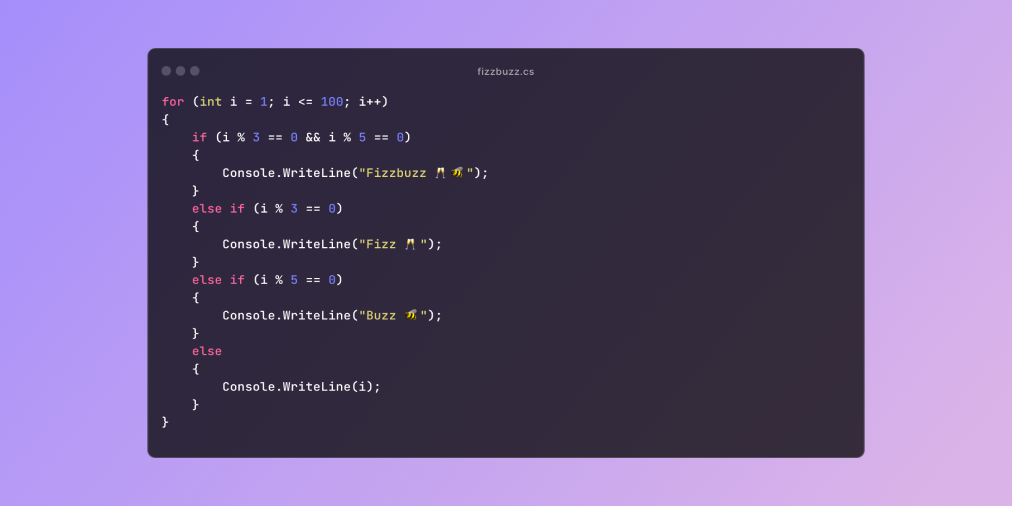 fizzbuzz.cs
for (int i = 1; i <= 100; i++)
{
    if (i % 3 == 0 && i % 5 == 0)
    {
        Console.WriteLine("Fizzbuzz 🥂 🐝");
    }
    else if (i % 3 == 0)
    {
        Console.WriteLine("Fizz 🥂");
    }
    else if (i % 5 == 0)
    {
        Console.WriteLine("Buzz 🐝");
    }
    else
    {
        Console.WriteLine(i);
    }
}